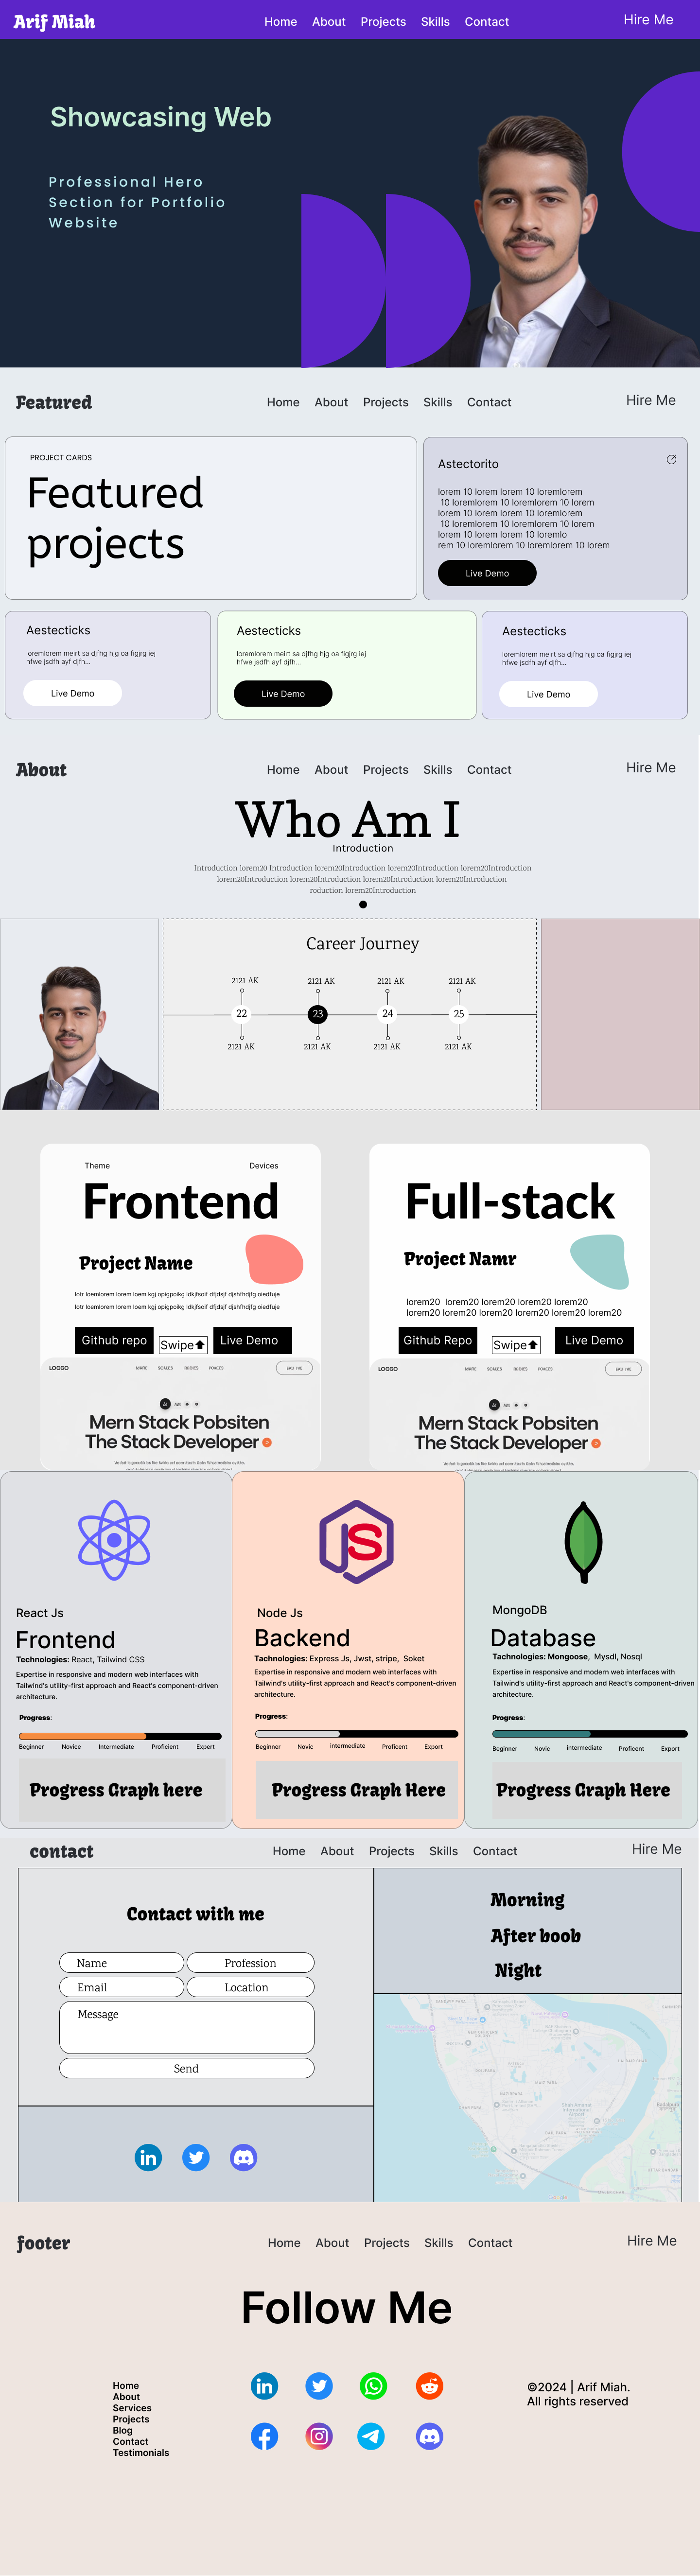 Arif Miah
Home About Projects Skills Contact
Hire Me
Showcasing Web
Professional Hero
Section for Portfolio
Website
Featured
Home About Projects Skills Contact
Hire Me
PROJECT CARDS
Featured
projects
Astectorito
lorem 10 lorem lorem 10 loremlorem
10 loremlorem 10 loremlorem 10 lorem
lorem 10 lorem lorem 10 loremlorem
10 loremlorem 10 loremlorem 10 lorem
lorem 10 lorem lorem 10 loremlo
rem 10 loremlorem 10 loremlorem 10 lorem
Live Demo
Aestecticks
loremlorem meirt sa djfhg hjg oa figjrg iej
hfwe jsdfh ayf djfh...
Live Demo
Aestecticks
loremlorem meirt sa djfhg hjg oa figjrg iej
hfwe jsdfh ayf djfh...
Live Demo
Aestecticks
loremlorem meirt sa djfhg hjg oa figjrg iej
hfwe jsdfh ayf djfh...
Live Demo
About
Home About Projects Skills Contact
Hire Me
Who Am I
Introduction
Introduction lorem20 Introduction lorem20Introduction lorem20Introduction lorem20Introduction
lorem20Introduction lorem20Introduction lorem20Introduction lorem20Introduction
roduction lorem20Introduction
Career Journey
2121 AK 2121 AK 2121 AK 2121 AK
22 23 24 25
2121 AK 2121 AK 2121 AK 2121 AK
Theme Devices
Frontend
Project Name
lotr loemlorem lorem loem kgj opigpoikg ldkjfsoif dfjdsjf djshfhdjfg oiedfuje
lotr loemlorem lorem loem kgj opigpoikg ldkjfsoif dfjdsjf djshfhdjfg oiedfuje
Github repo
Swipe
Live Demo
LOGGO
Mern Stack Pobsiten
The Stack Developer
Full-stack
Project Namr
lorem20 lorem20 lorem20 lorem20 lorem20
lorem20 lorem20 lorem20 lorem20 lorem20 lorem20
Github Repo
Swipe
Live Demo
LOGGO
Mern Stack Pobsiten
The Stack Developer
React Js
Frontend
Technologies: React, Tailwind CSS
Expertise in responsive and modern web interfaces with
Tailwind's utility-first approach and React's component-driven
architecture.
Progress:
Beginner Novice Intermediate Proficient Expert
Progress Graph here
JS
Node Js
Backend
Tachnologies: Express Js, Jwst, stripe, Soket
Expertise in responsive and modern web interfaces with
Tailwind's utility-first approach and React's component-driven
architecture.
Progress:
Beginner Novic intermediate Proficent Export
Progress Graph Here
MongoDB
Database
Tachnologies: Mongoose, Mysdl, Nosql
Expertise in responsive and modern web interfaces with
Tailwind's utility-first approach and React's component-driven
architecture.
Progress:
Beginner Novic intermediate Proficent Export
Progress Graph Here
contact
Home About Projects Skills Contact
Hire Me
Contact with me
Name Profession
Email Location
Message
Send
Morning
After boob
Night
in
footer
Home About Projects Skills Contact
Hire Me
Follow Me
Home
About
Services
Projects
Blog
Contact
Testimonials
in
©2024 | Arif Miah.
All rights reserved